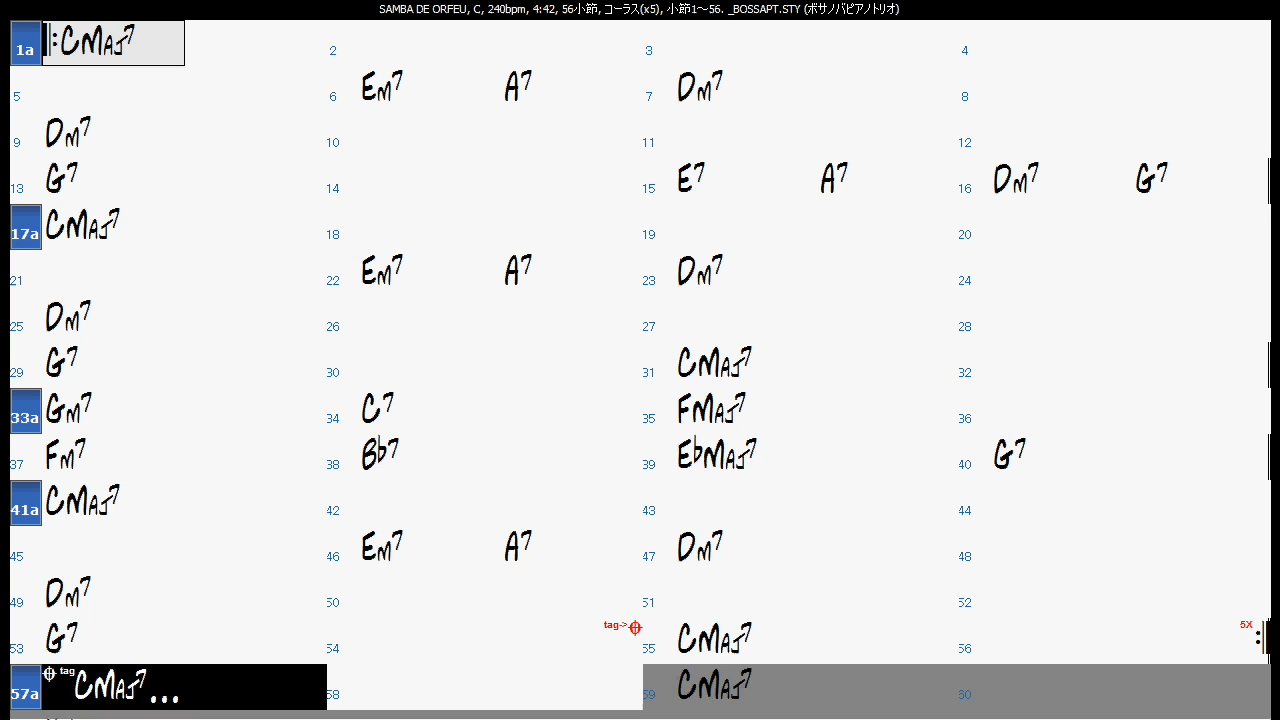 SAMBA DE ORFEU, C, 240bpm, 4:42, 56小節, コーラス(x5), 小節1～56. _BOSSAPT.STY (ボサノバピアノトリオ)
1a CMAJ7 2 3 4
5 6 Em7 A7 7 Dm7 8
9 Dm7 10 11 12
13 G7 14 15 E7 A7 16 Dm7 G7
17a CMAJ7 18 19 20
21 22 Em7 A7 23 Dm7 24
25 Dm7 26 27 28
29 G7 30 31 CMAJ7 32
33a Gm7 34 C7 35 FMAJ7 36
37 Fm7 38 Bb7 39 EbMAJ7 40 G7
41a CMAJ7 42 43 44
45 46 Em7 A7 47 Dm7 48
49 Dm7 50 51 52
tag-> 5X
53 G7 54 55 CMAJ7 56
tag
57a CMAJ7... 58 59 CMAJ7 60